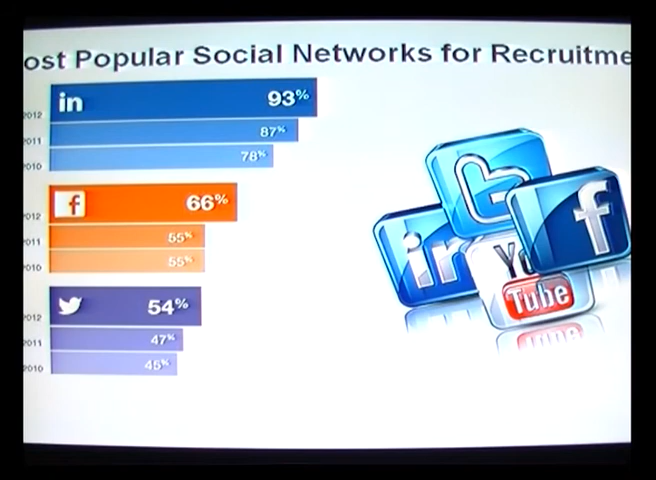 ost Popular Social Networks for Recruitme
in 93%
2012
87%
2011
78%
2010
f 66%
2012
55%
2011
55%
2010
54%
2012
47%
2011
45%
2010
in
f
Yo
Tube